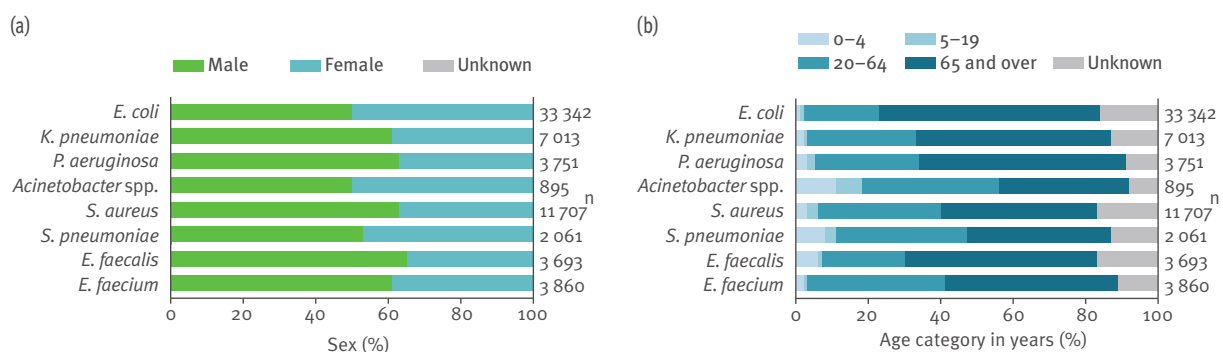 (a)
Male Female Unknown
E. coli 33 342
K. pneumoniae 7 013
P. aeruginosa 3 751
Acinetobacter spp. 895
n
S. aureus 11 707
S. pneumoniae 2 061
E. faecalis 3 693
E. faecium 3 860
0 20 40 60 80 100
Sex (%)
(b)
0–4 5–19
20–64 65 and over Unknown
E. coli 33 342
K. pneumoniae 7 013
P. aeruginosa 3 751
Acinetobacter spp. 895
n
S. aureus 11 707
S. pneumoniae 2 061
E. faecalis 3 693
E. faecium 3 860
0 20 40 60 80 100
Age category in years (%)